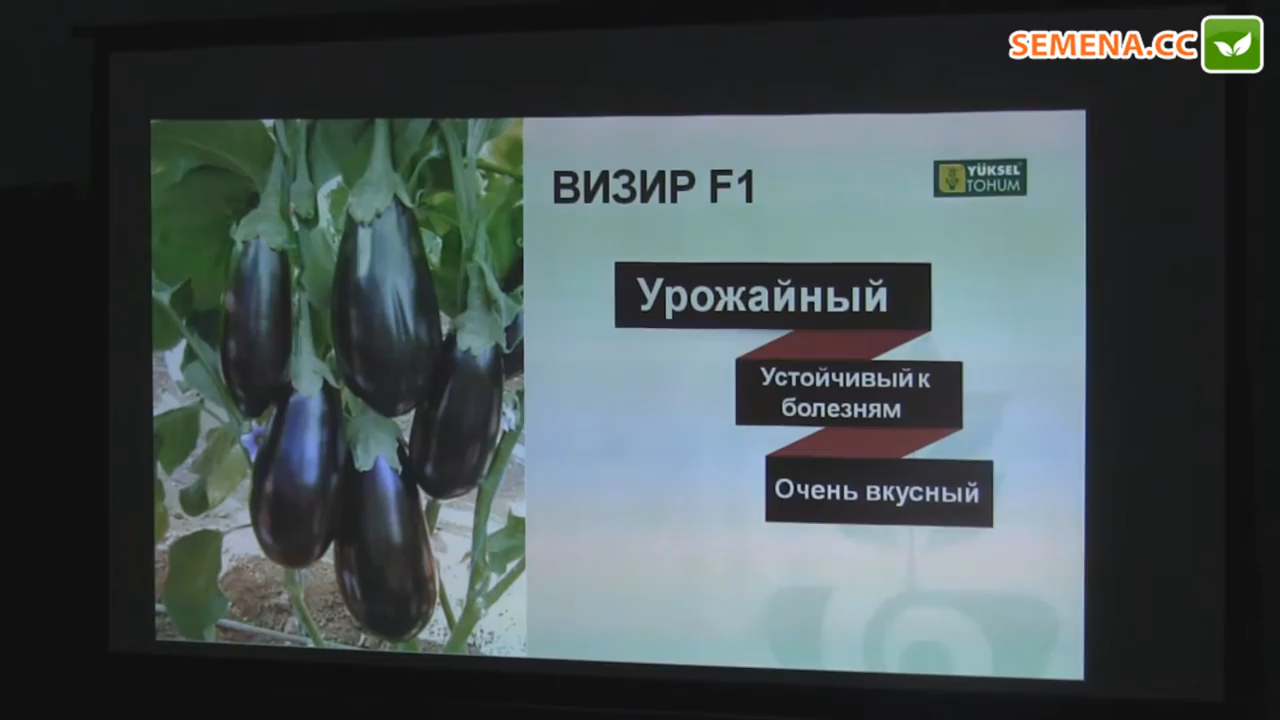 SEMENA.CC
ВИЗИР F1
YÜKSEL
TOHUM
Урожайный
Устойчивый к
болезням
Очень вкусный